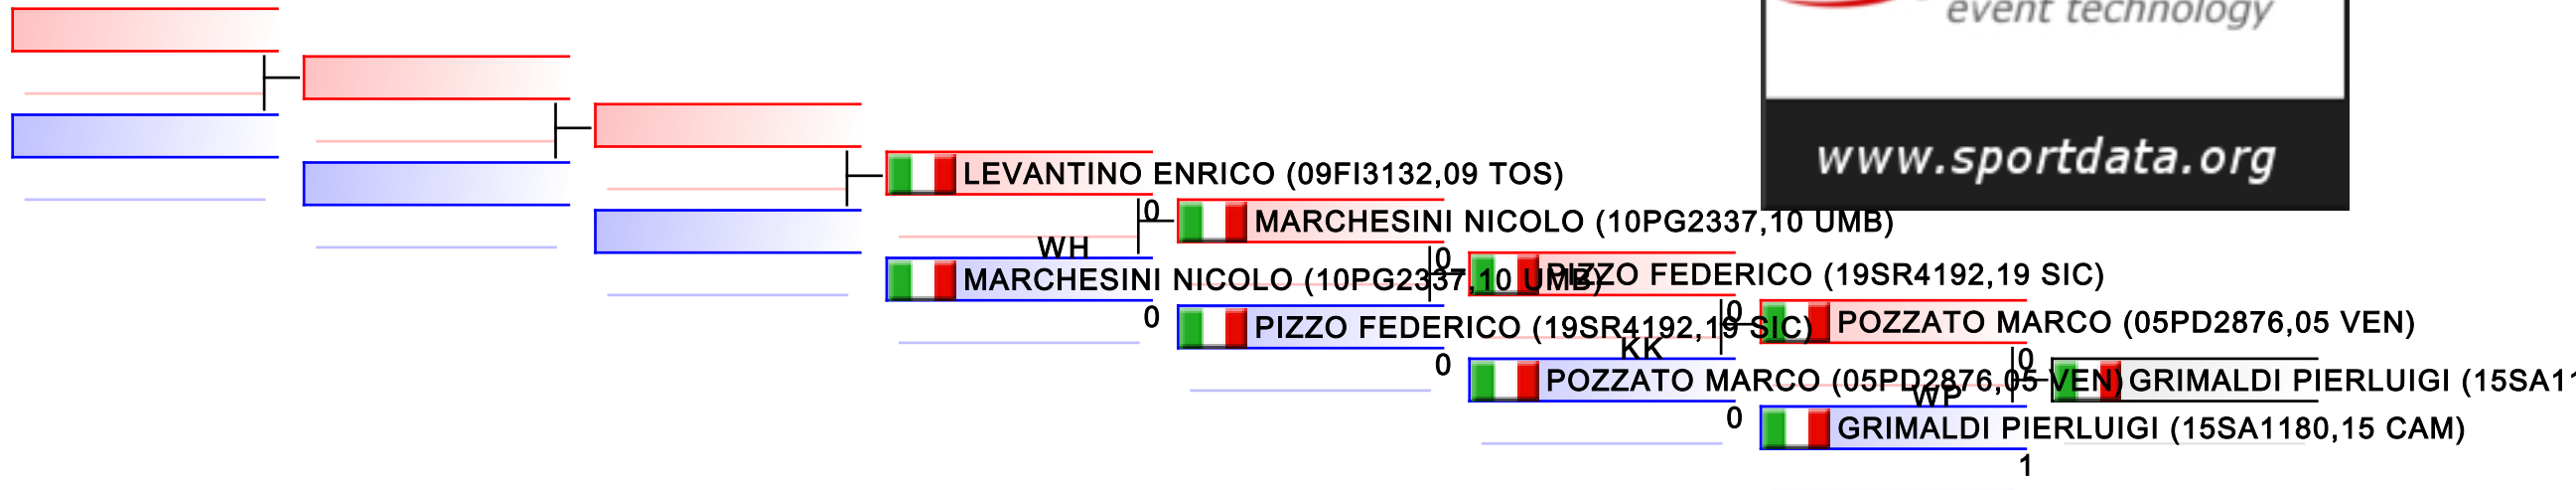 event technology
www.sportdata.org
LEVANTINO ENRICO (09FI3132,09 TOS)
0
MARCHESINI NICOLO (10PG2337,10 UMB)
WH
0
MARCHESINI NICOLO (10PG2337,10 UMB)
PIZZO FEDERICO (19SR4192,19 SIC)
0
0
PIZZO FEDERICO (19SR4192,19 SIC)
POZZATO MARCO (05PD2876,05 VEN)
KK
0
0
POZZATO MARCO (05PD2876,05 VEN)
GRIMALDI PIERLUIGI (15SA11
WP
0
GRIMALDI PIERLUIGI (15SA1180,15 CAM)
1